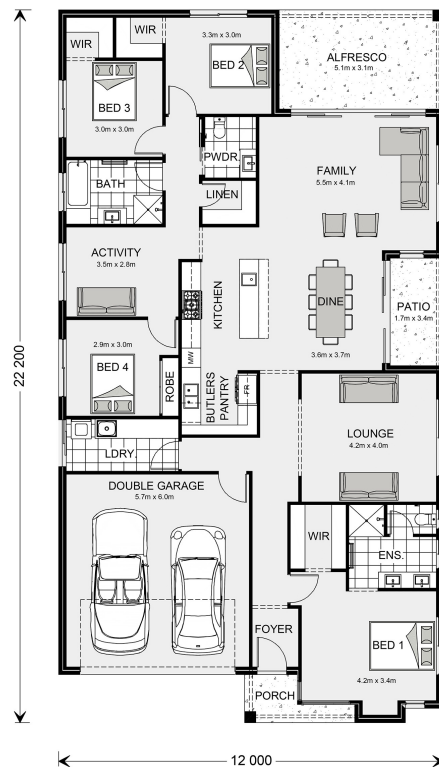 WIR
WIR
3.3m x 3.0m
BED 2
ALFRESCO
5.1m x 3.1m
BED 3
3.0m x 3.0m
PWDR.
FAMILY
5.5m x 4.1m
BATH
LINEN
ACTIVITY
3.5m x 2.8m
KITCHEN
DINE
3.6m x 3.7m
PATIO
1.7m x 3.4m
2.9m x 3.0m
BED 4
ROBE
MW
BUTLERS
PANTRY
FR
LOUNGE
4.2m x 4.0m
LDRY.
DOUBLE GARAGE
5.7m x 6.0m
WIR
ENS.
FOYER
BED 1
4.2m x 3.4m
PORCH
22 200
12 000